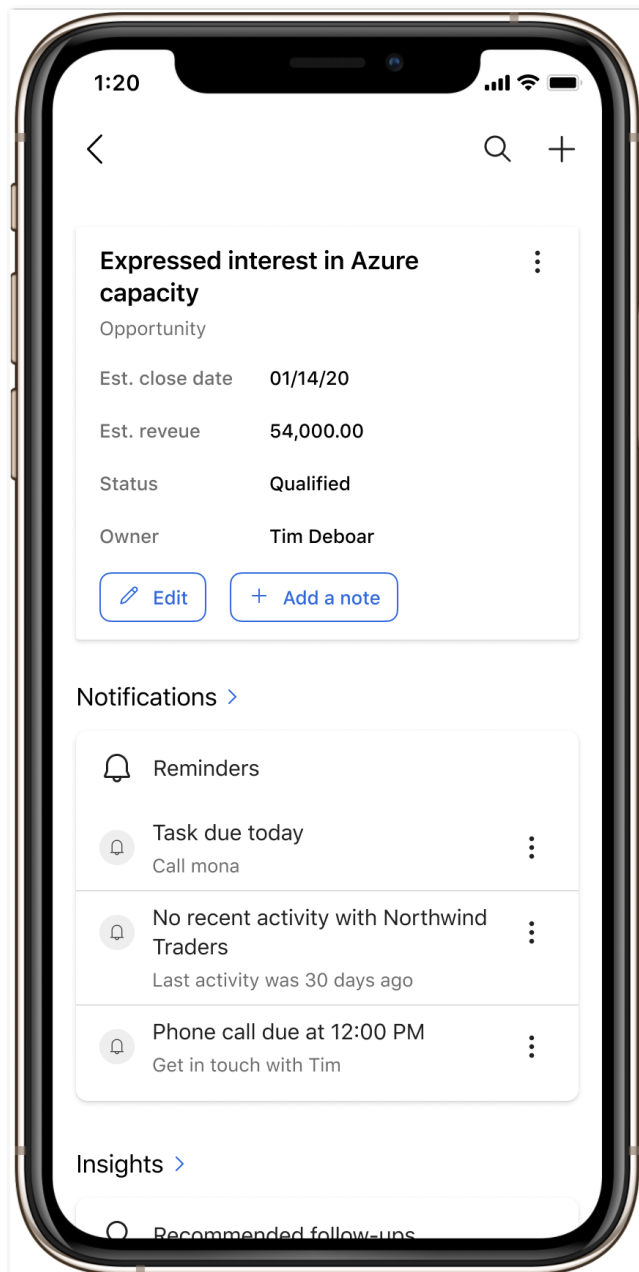 1:20
Expressed interest in Azure
capacity
Opportunity
Est. close date 01/14/20
Est. reveue 54,000.00
Status Qualified
Owner Tim Deboar
Edit + Add a note
Notifications >
Reminders
Task due today
Call mona
No recent activity with Northwind
Traders
Last activity was 30 days ago
Phone call due at 12:00 PM
Get in touch with Tim
Insights >
Recommended follow-ups